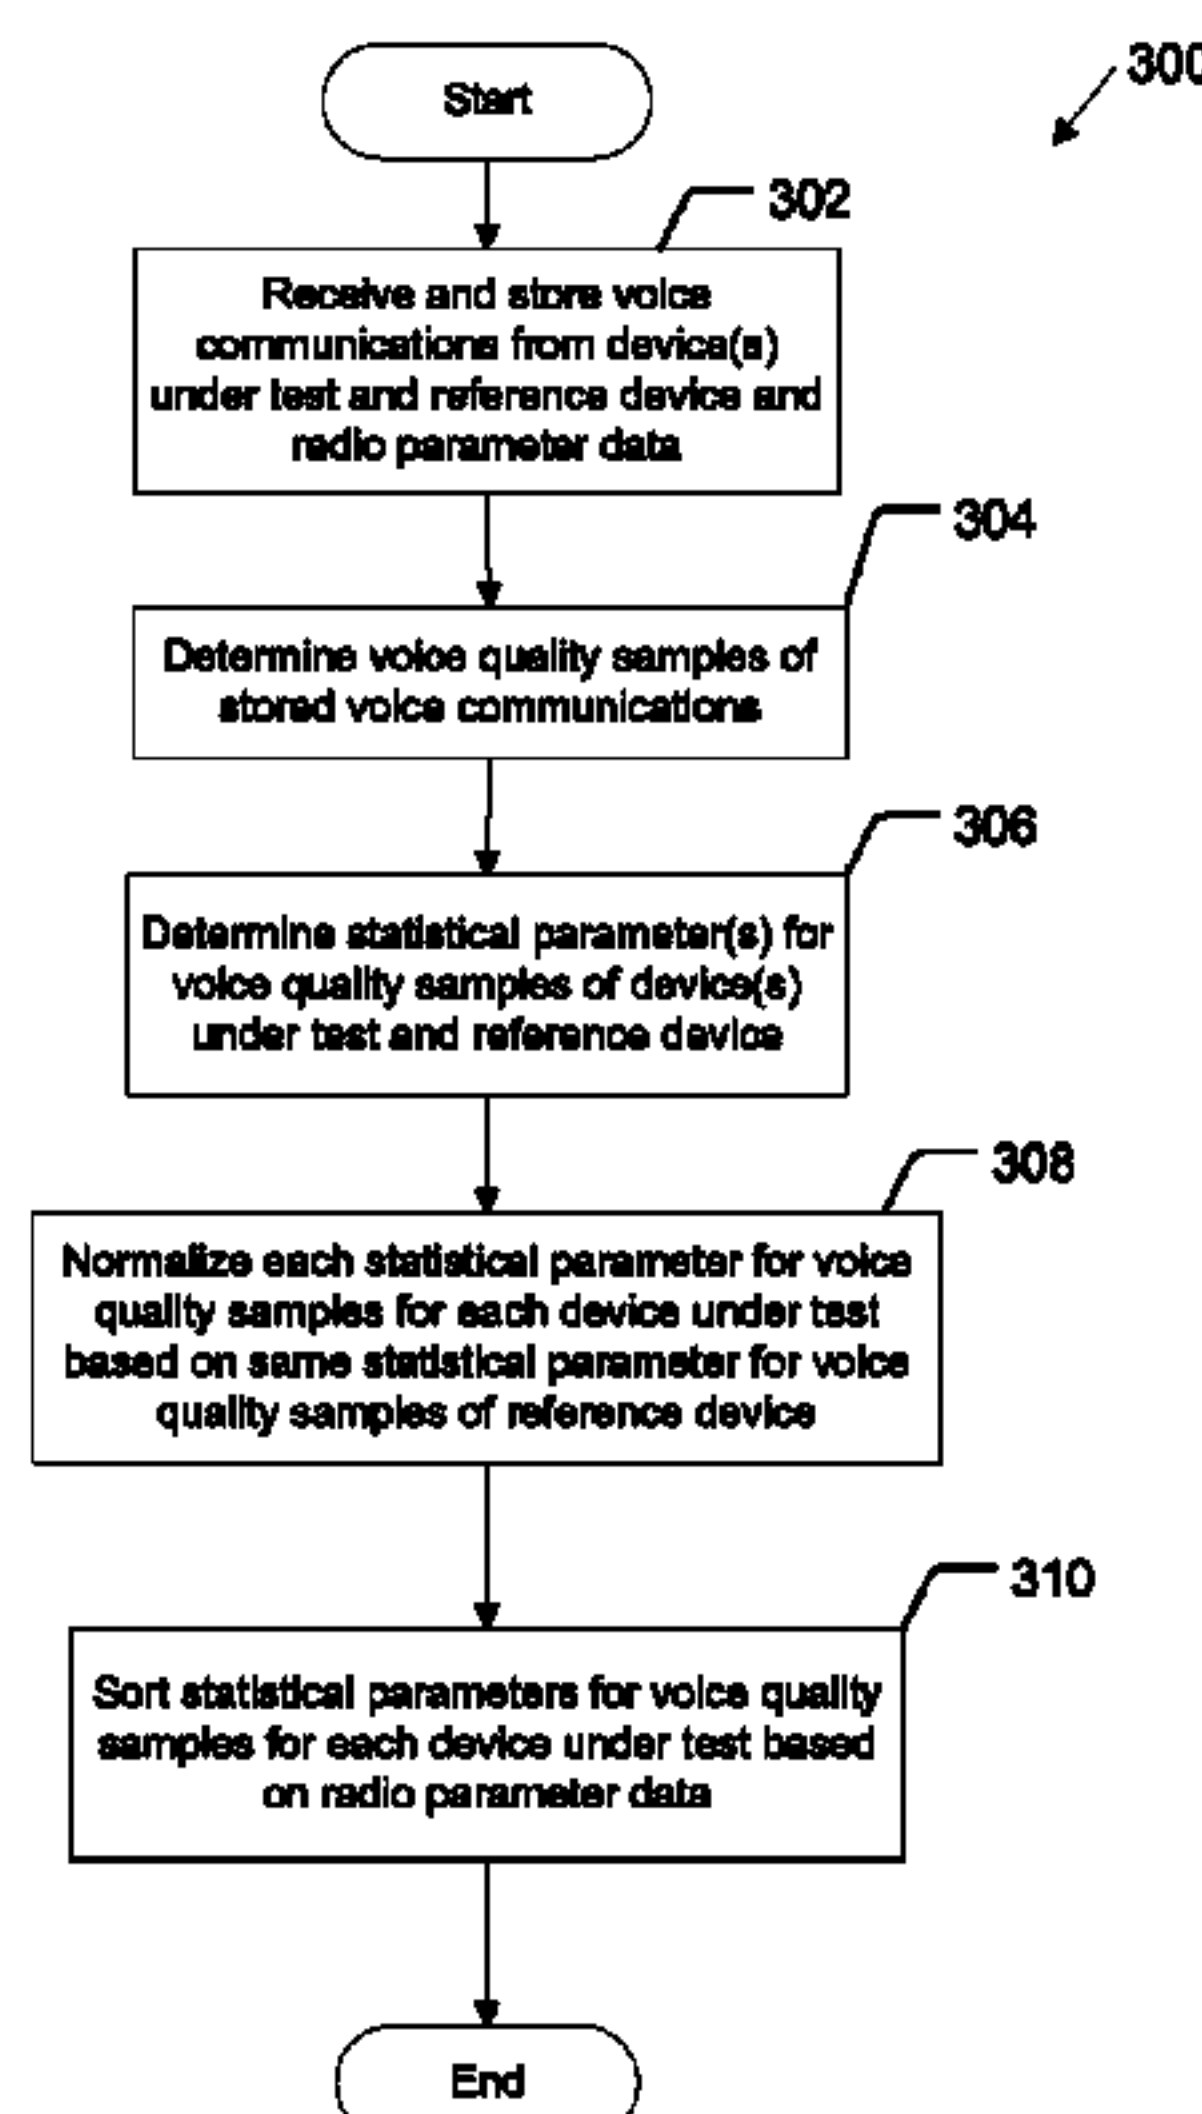 Start
300
302
Receive and store voice
communications from device(s)
under test and reference device and
radio parameter data
304
Determine voice quality samples of
stored voice communications
306
Determine statistical parameter(s) for
voice quality samples of device(s)
under test and reference device
308
Normalize each statistical parameter for voice
quality samples for each device under test
based on same statistical parameter for voice
quality samples of reference device
310
Sort statistical parameters for voice quality
samples for each device under test based
on radio parameter data
End